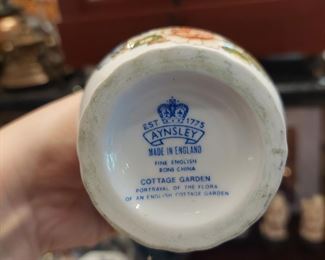 EST 1775
AYNSLEY
MADE IN ENGLAND
FINE ENGLISH
BONE CHINA
COTTAGE GARDEN
PORTRAYAL OF THE FLORA
OF AN ENGLISH COTTAGE GARDEN